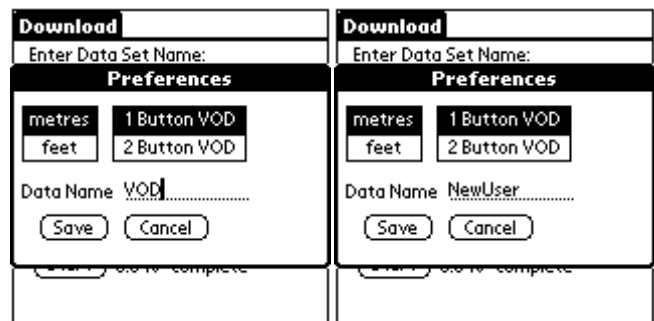 Download
Enter Data Set Name:
Preferences
metres 1 Button VOD
feet 2 Button VOD
Data Name VOD
Save Cancel
complete
Download
Enter Data Set Name:
Preferences
metres 1 Button VOD
feet 2 Button VOD
Data Name NewUser
Save Cancel
complete